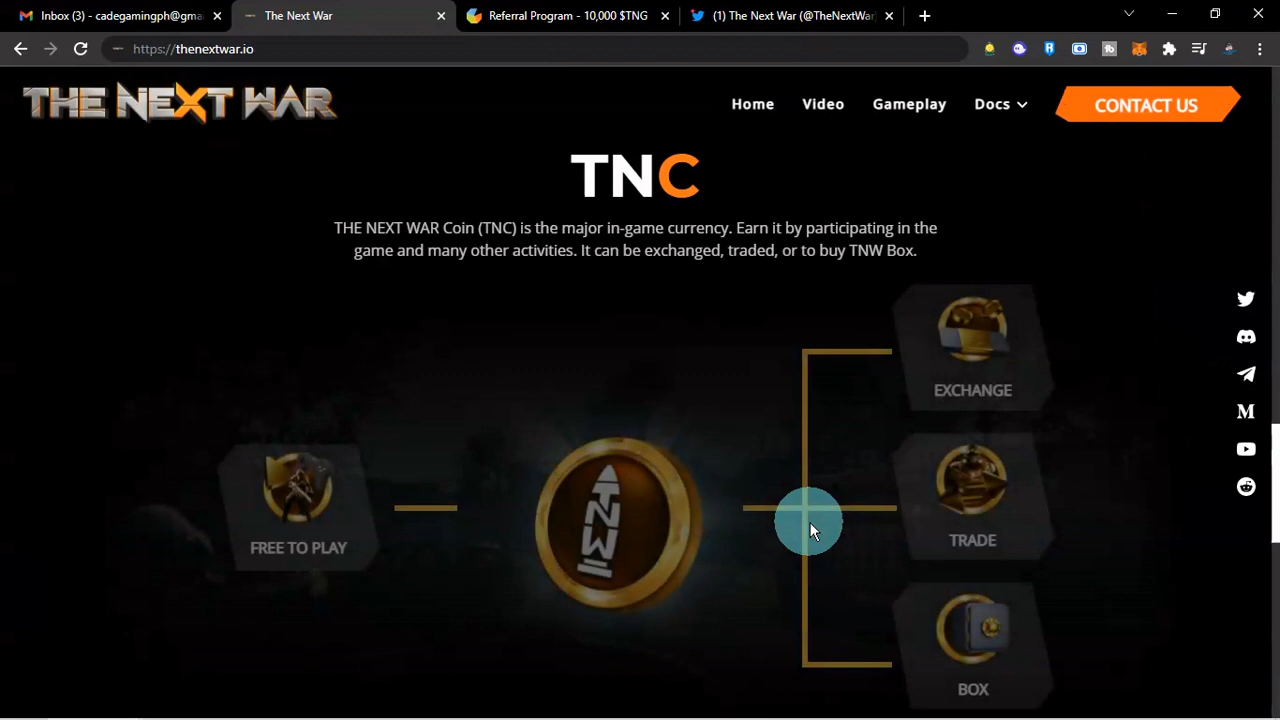 Inbox (3) - cadegamingph@gma
The Next War
Referral Program - 10,000 $TNG
(1) The Next War (@TheNextWar
https://thenextwar.io
THE NEXT WAR
Home
Video
Gameplay
Docs
CONTACT US
TNC
THE NEXT WAR Coin (TNC) is the major in-game currency. Earn it by participating in the
game and many other activities. It can be exchanged, traded, or to buy TNW Box.
EXCHANGE
FREE TO PLAY
TNW
TRADE
BOX